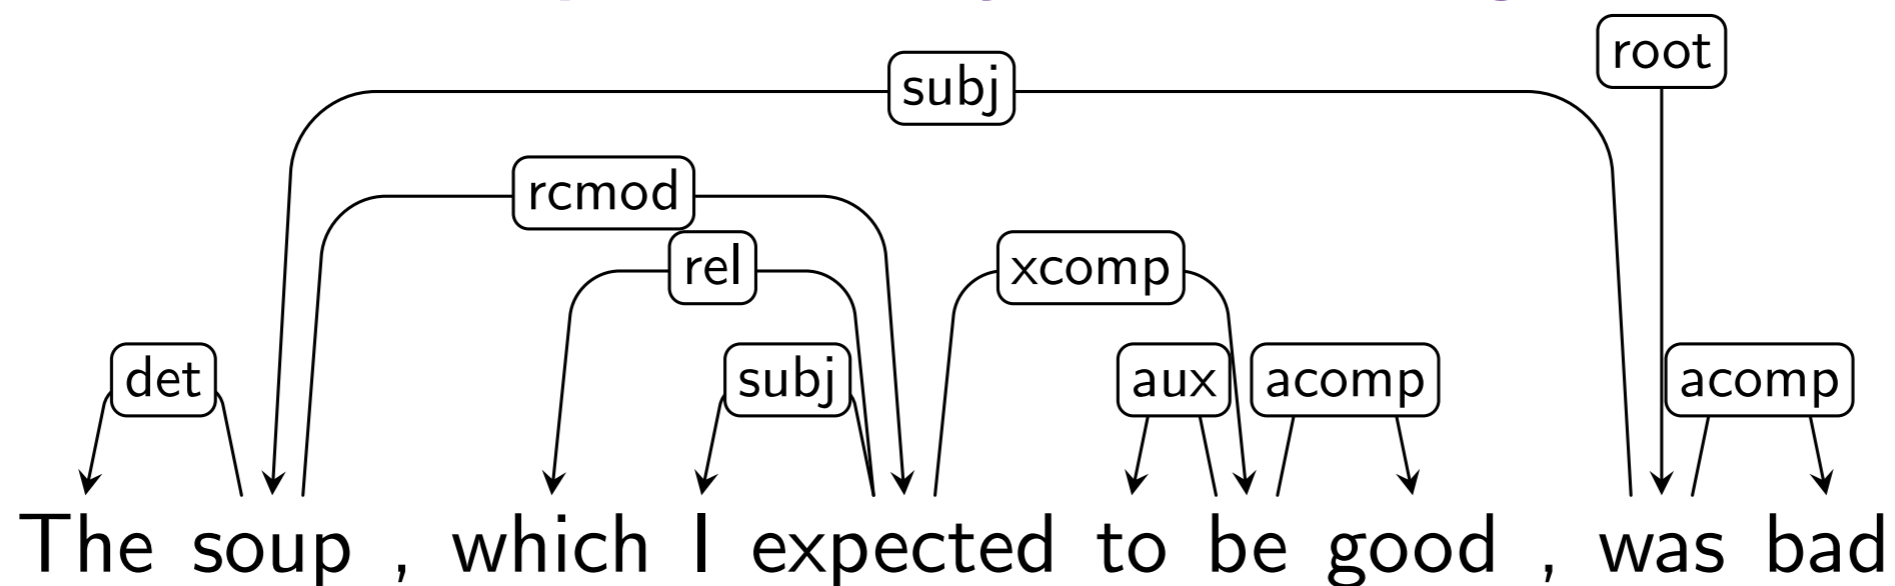 root
subj
rcmod
rel xcomp
det subj aux acomp acomp
The soup , which I expected to be good , was bad